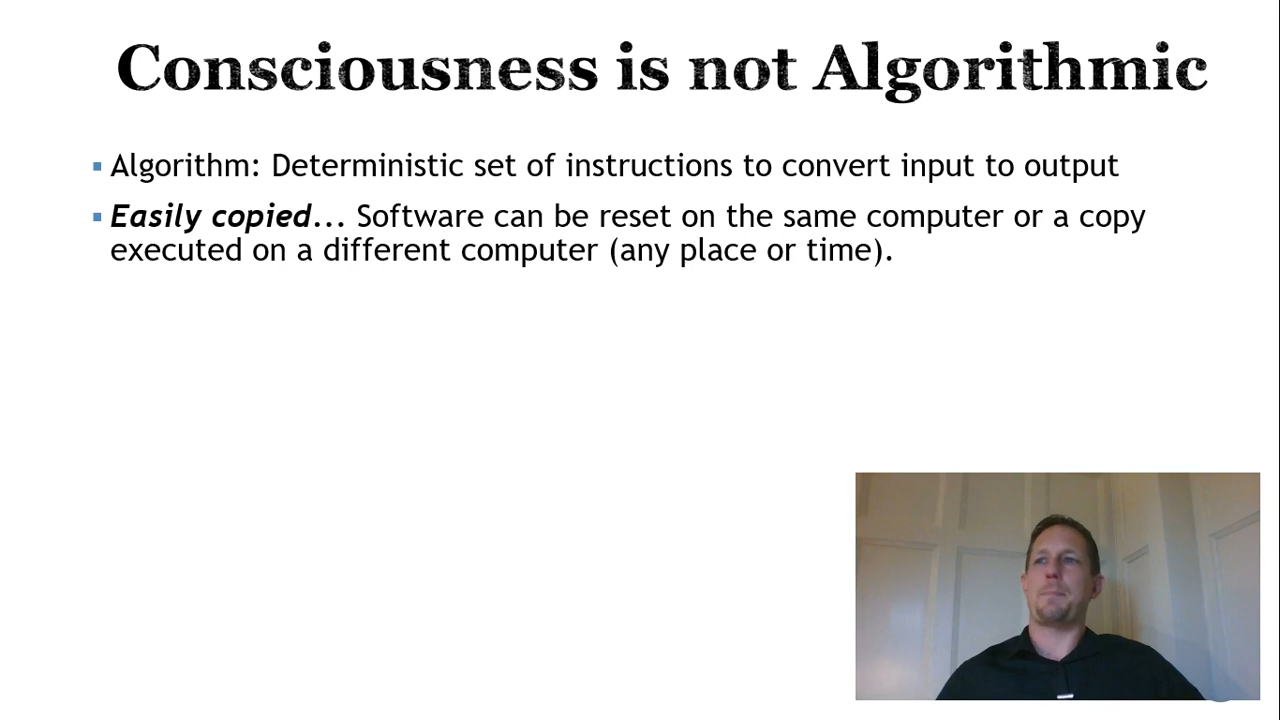 Consciousness is not Algorithmic
Algorithm: Deterministic set of instructions to convert input to output
Easily copied... Software can be reset on the same computer or a copy
executed on a different computer (any place or time).